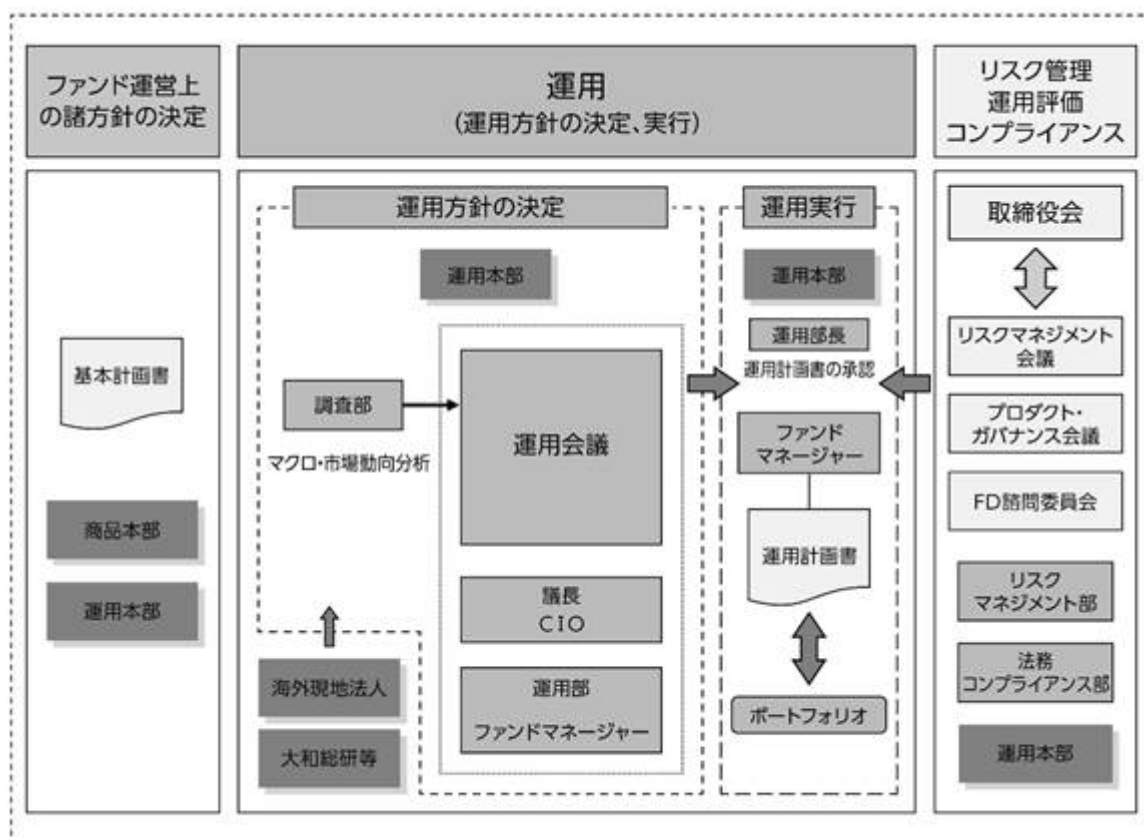 ファンド運営上
の諸方針の決定
基本計画書
商品本部
運用本部
運用
(運用方針の決定、実行)
運用方針の決定
運用本部
調査部
マクロ・市場動向分析
運用会議
議長
CIO
運用部
ファンドマネージャー
海外現地法人
大和総研等
運用実行
運用本部
運用部長
運用計画書の承認
ファンド
マネージャー
運用計画書
ポートフォリオ
リスク管理
運用評価
コンプライアンス
取締役会
リスクマネジメント
会議
プロダクト・
ガバナンス会議
FD諮問委員会
リスク
マネジメント部
法務
コンプライアンス部
運用本部